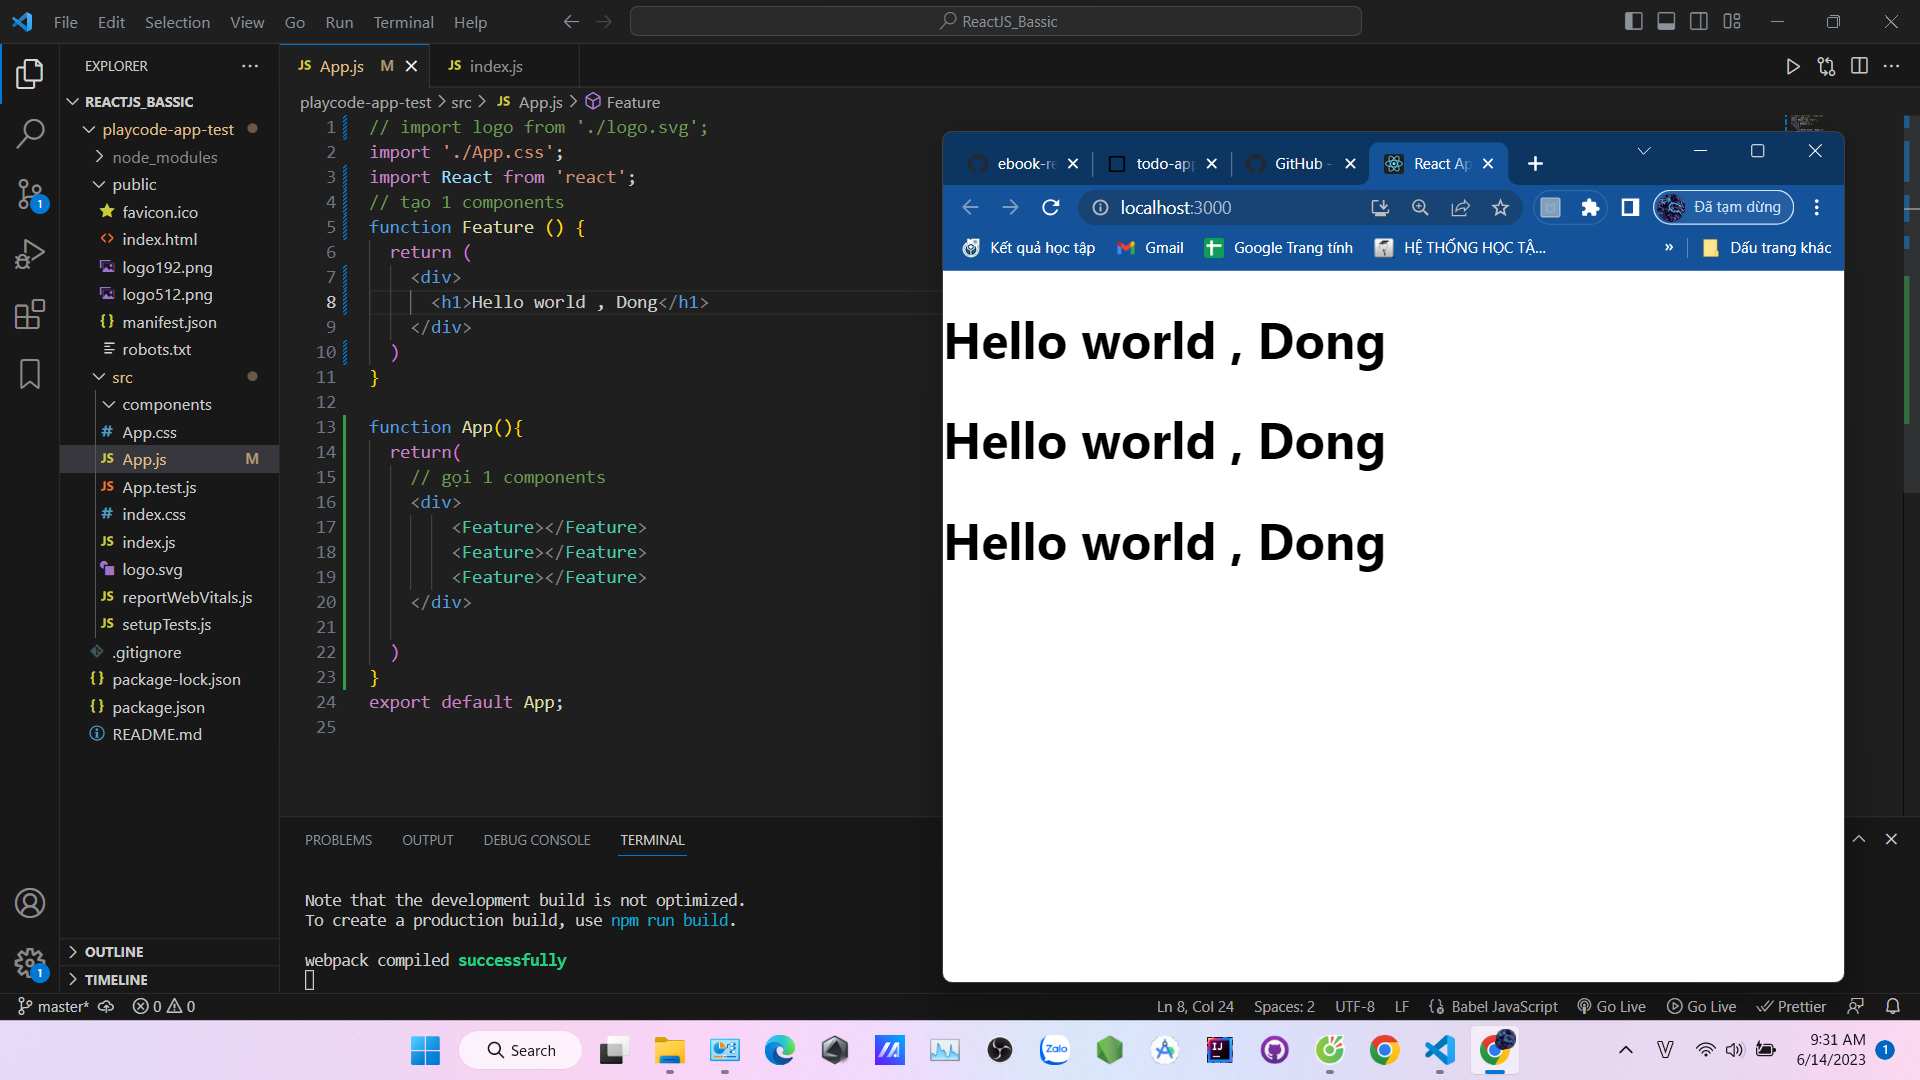 File Edit Selection View Go Run Terminal Help
ReactJS_Bassic
EXPLORER
REACTJS_BASSIC
playcode-app-test
node_modules
public
favicon.ico
index.html
logo192.png
logo512.png
manifest.json
robots.txt
src
components
App.css
App.js M
App.test.js
index.css
index.js
logo.svg
reportWebVitals.js
setupTests.js
.gitignore
package-lock.json
package.json
README.md
OUTLINE
TIMELINE
JS App.js M
JS index.js
playcode-app-test > src > JS App.js > Feature
1 // import logo from './logo.svg';
2 import './App.css';
3 import React from 'react';
4 // tạo 1 components
5 function Feature () {
6 return (
7 <div>
8 <h1>Hello world , Dong</h1>
9 </div>
10 )
11 }
12
13 function App(){
14 return(
15 // gọi 1 components
16 <div>
17 <Feature></Feature>
18 <Feature></Feature>
19 <Feature></Feature>
20 </div>
21
22 )
23 }
24 export default App;
25
PROBLEMS OUTPUT DEBUG CONSOLE TERMINAL
Note that the development build is not optimized.
To create a production build, use npm run build.
webpack compiled successfully
ebook-re todo-app GitHub - React Ap
localhost:3000
Đã tạm dừng
Kết quả học tập Gmail Google Trang tính HỆ THỐNG HỌC TẬ... » Dấu trang khác
Hello world , Dong
Hello world , Dong
Hello world , Dong
master* 0 0
Ln 8, Col 24 Spaces: 2 UTF-8 LF Babel JavaScript Go Live Go Live Prettier
Search
Zalo
9:31 AM
6/14/2023
1